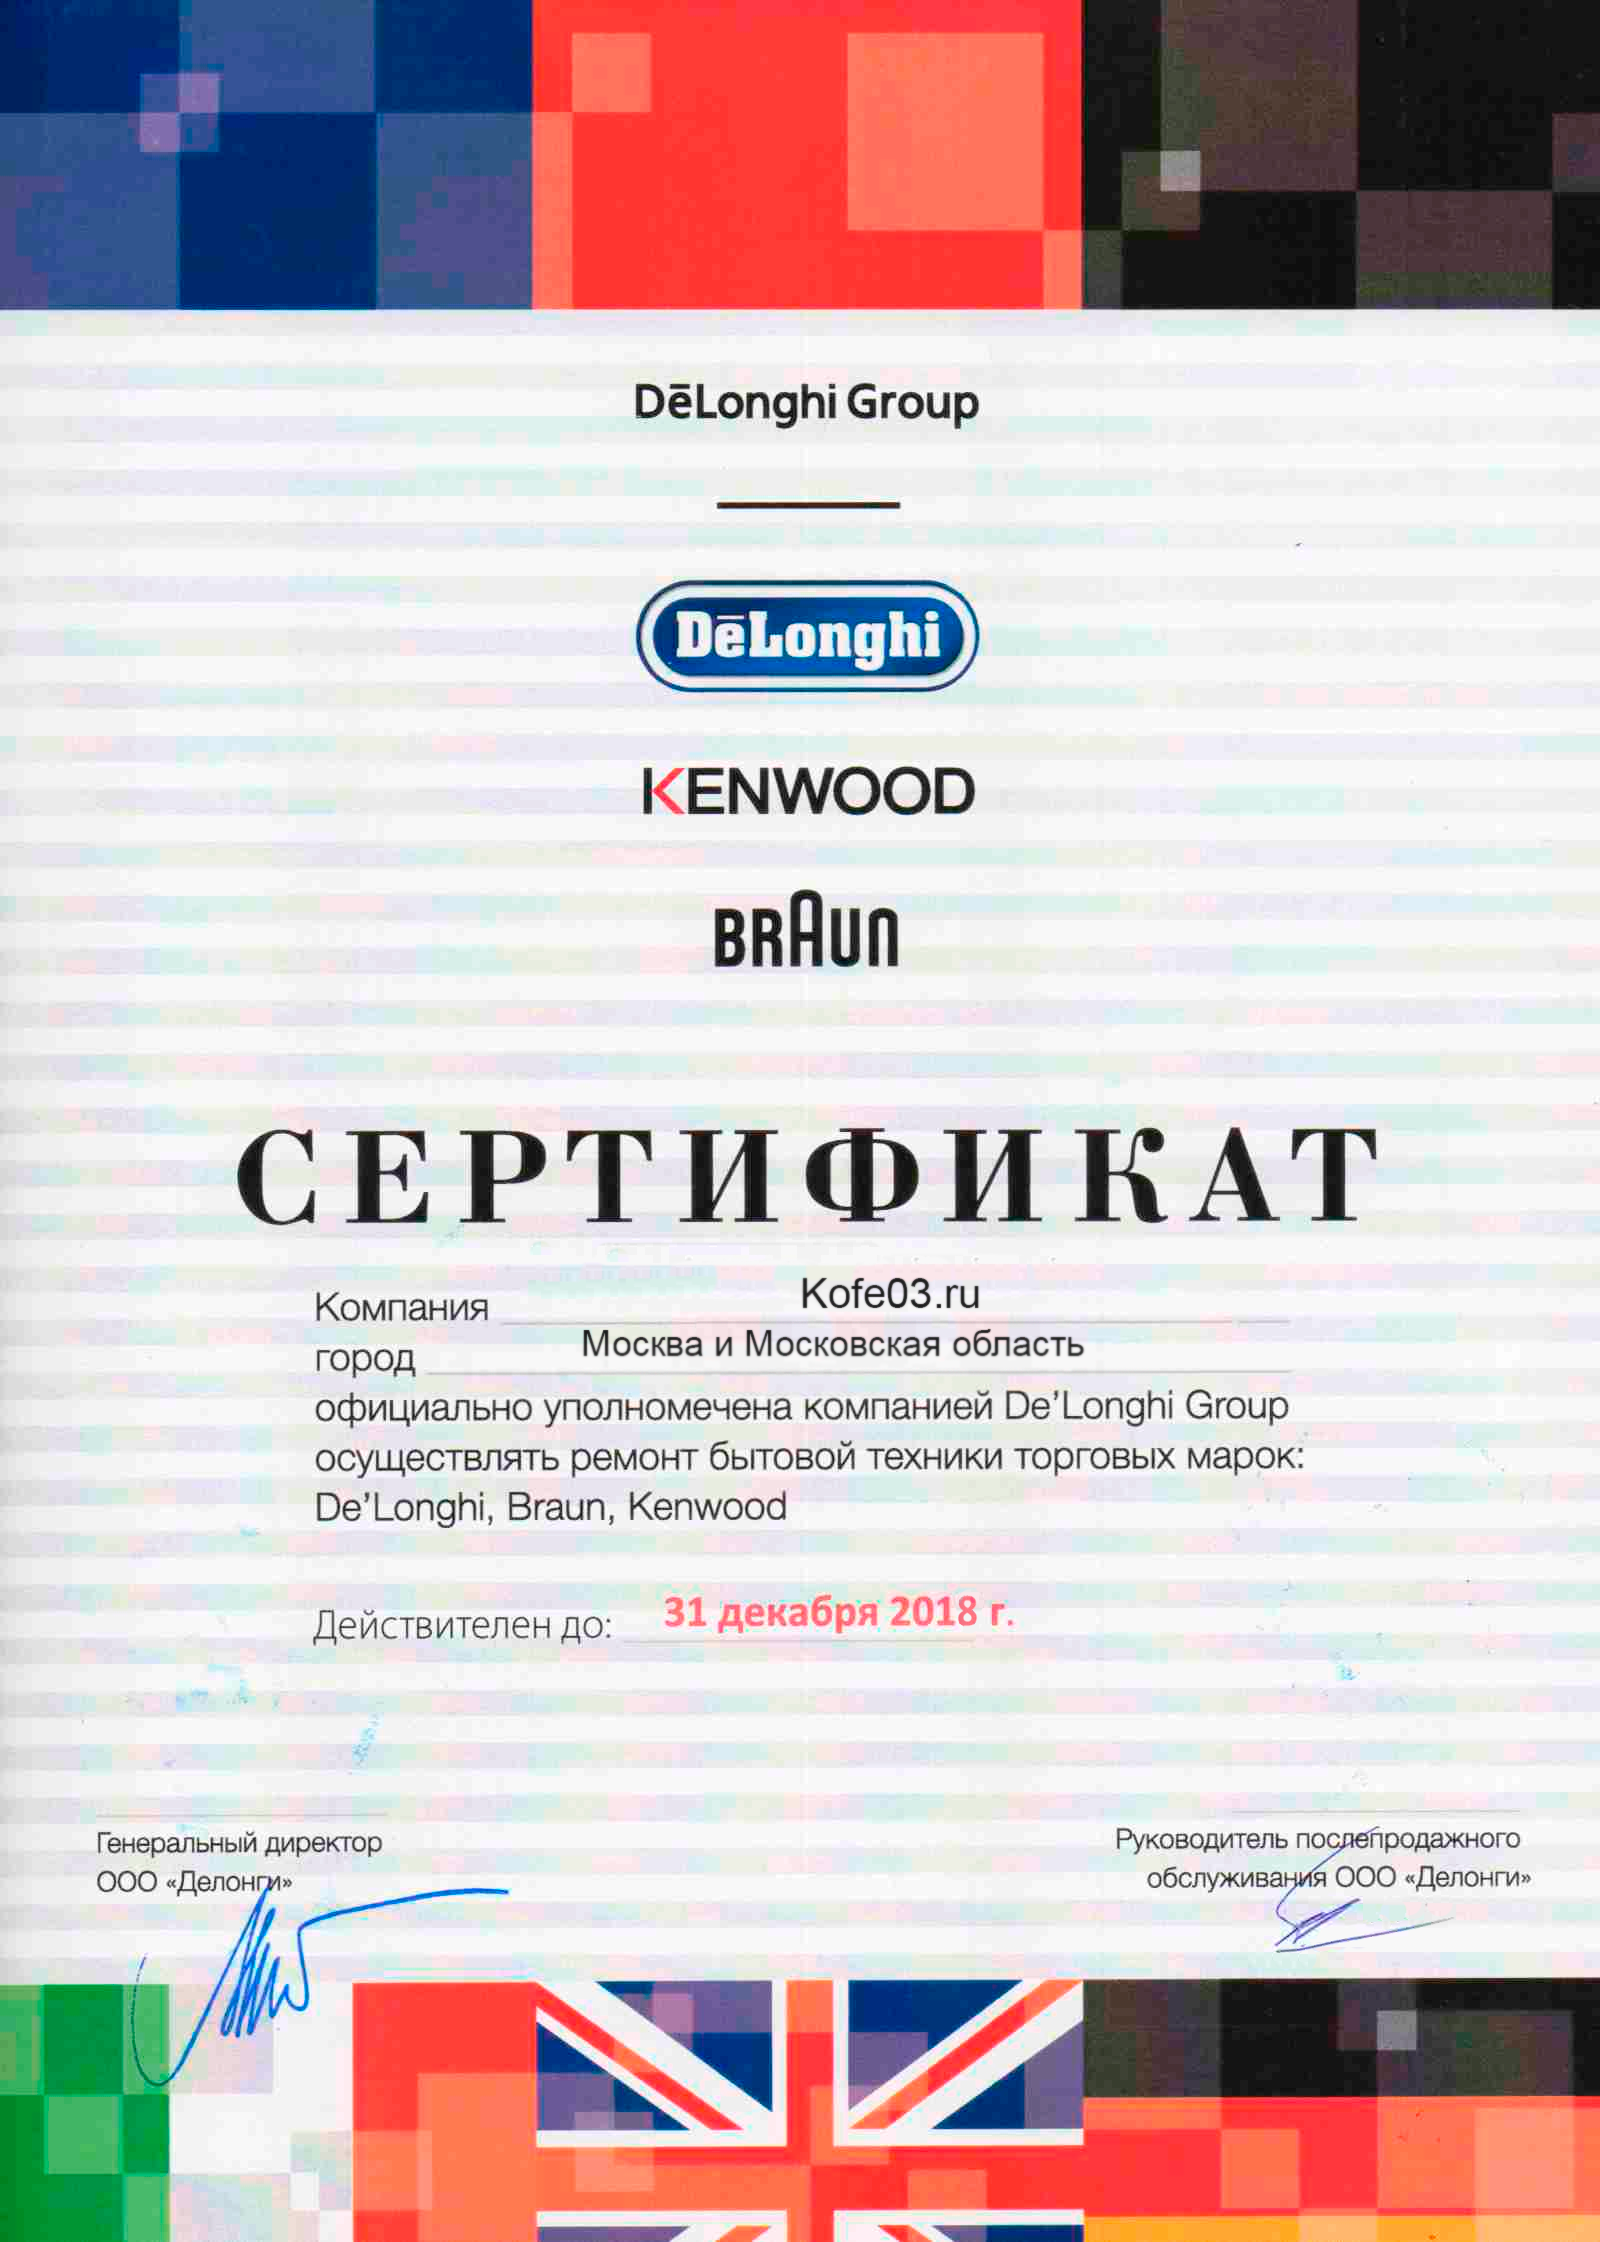 DēLonghi Group
DēLonghi
KENWOOD
BRAUN
СЕРТИФИКАТ
Компания Kofe03.ru
город Москва и Московская область
официально уполномечена компанией De’Longhi Group
осуществлять ремонт бытовой техники торговых марок:
De’Longhi, Braun, Kenwood
Действителен до: 31 декабря 2018 г.
Генеральный директор
ООО «Делонги»
Руководитель послепродажного
обслуживания ООО «Делонги»